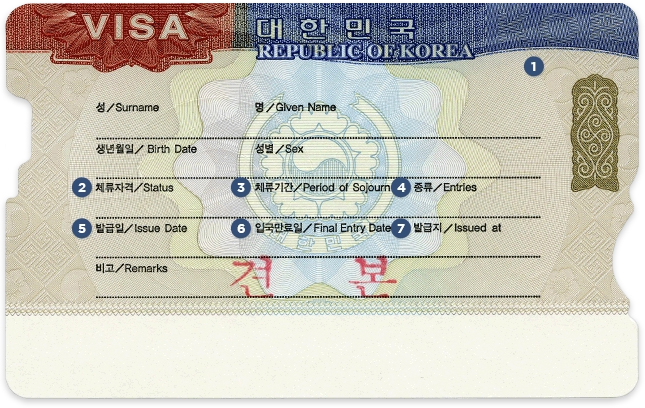 VISA 대한민국
REPUBLIC OF KOREA
1
성/Surname 명/Given Name
생년월일/Birth Date 성별/Sex
2 체류자격/Status 3 체류기간/Period of Sojourn 4 종류/Entries
5 발급일/Issue Date 6 입국만료일/Final Entry Date 7 발급지/Issued at
비고/Remarks
견 본